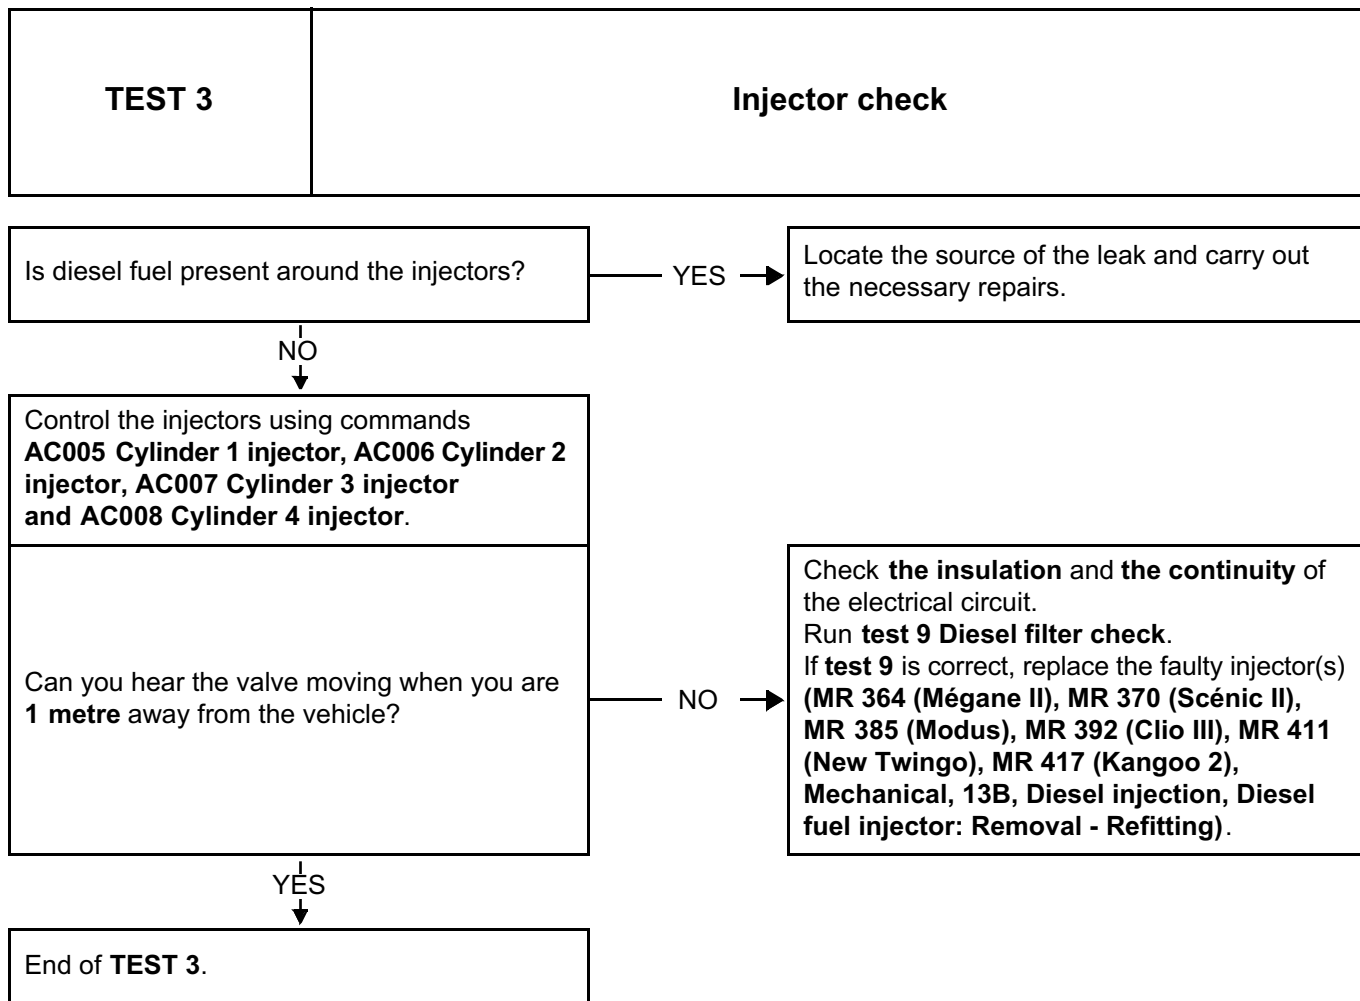 TEST 3
Injector check
Is diesel fuel present around the injectors?
YES
Locate the source of the leak and carry out
the necessary repairs.
NO
Control the injectors using commands
AC005 Cylinder 1 injector, AC006 Cylinder 2
injector, AC007 Cylinder 3 injector
and AC008 Cylinder 4 injector.
Can you hear the valve moving when you are
1 metre away from the vehicle?
NO
Check the insulation and the continuity of
the electrical circuit.
Run test 9 Diesel filter check.
If test 9 is correct, replace the faulty injector(s)
(MR 364 (Mégane II), MR 370 (Scénic II),
MR 385 (Modus), MR 392 (Clio III), MR 411
(New Twingo), MR 417 (Kangoo 2),
Mechanical, 13B, Diesel injection, Diesel
fuel injector: Removal - Refitting).
YES
End of TEST 3.